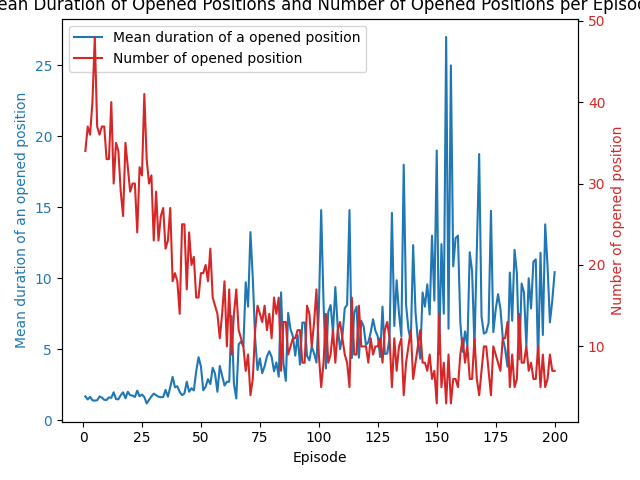 ean Duration of Opened Positions and Number of Opened Positions per Episod
Mean duration of a opened position
Number of opened position
Mean duration of an opened position
Number of opened position
0
5
10
15
20
25
10
20
30
40
50
0 25 50 75 100 125 150 175 200
Episode